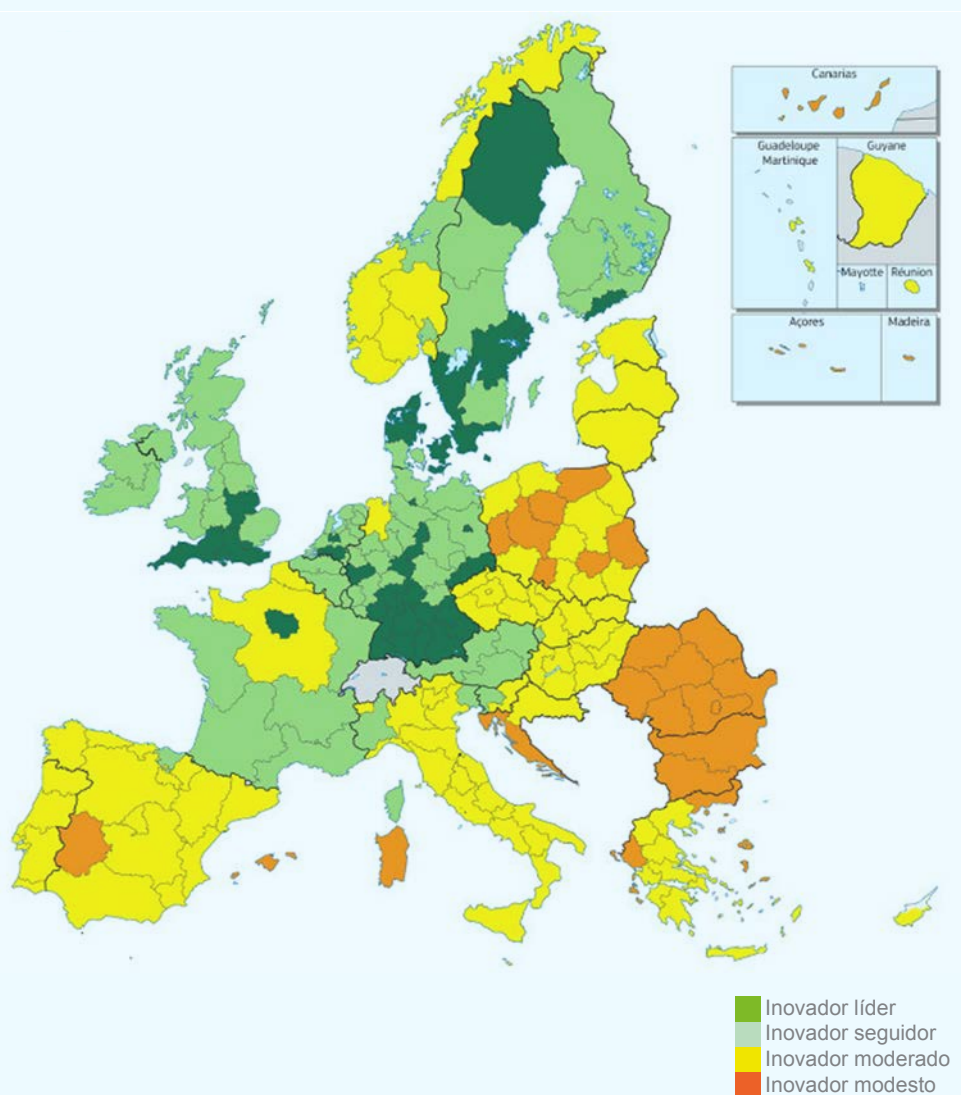 Canarias
Guadeloupe
Martinique
Guyane
Mayotte
Réunion
Açores
Madeira
Inovador líder
Inovador seguidor
Inovador moderado
Inovador modesto